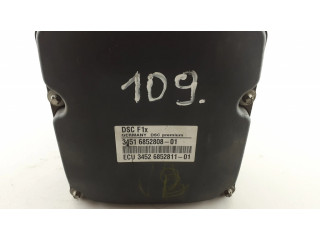 109.
DSC F1x
GERMANY DSC premium
3451 6852808-01
ECU 3452 6852811-01